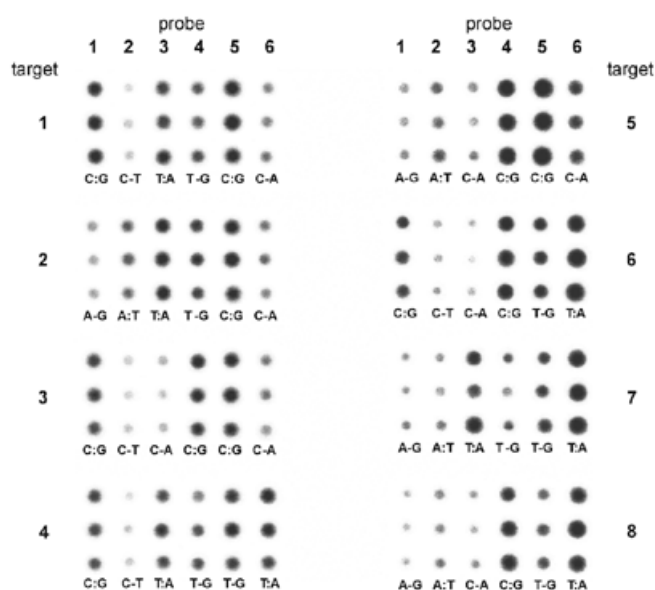 probe probe
1 2 3 4 5 6 1 2 3 4 5 6
target target
1 5
C:G C-T T:A T-G C:G C-A A-G A:T C-A C:G C:G C-A
2 6
A-G A:T T:A T-G C:G C-A C:G C-T C-A C:G T-G T:A
3 7
C:G C-T C-A C:G C:G C-A A-G A:T T:A T-G T-G T:A
4 8
C:G C-T T:A T-G T-G T:A A-G A:T C-A C:G T-G T:A